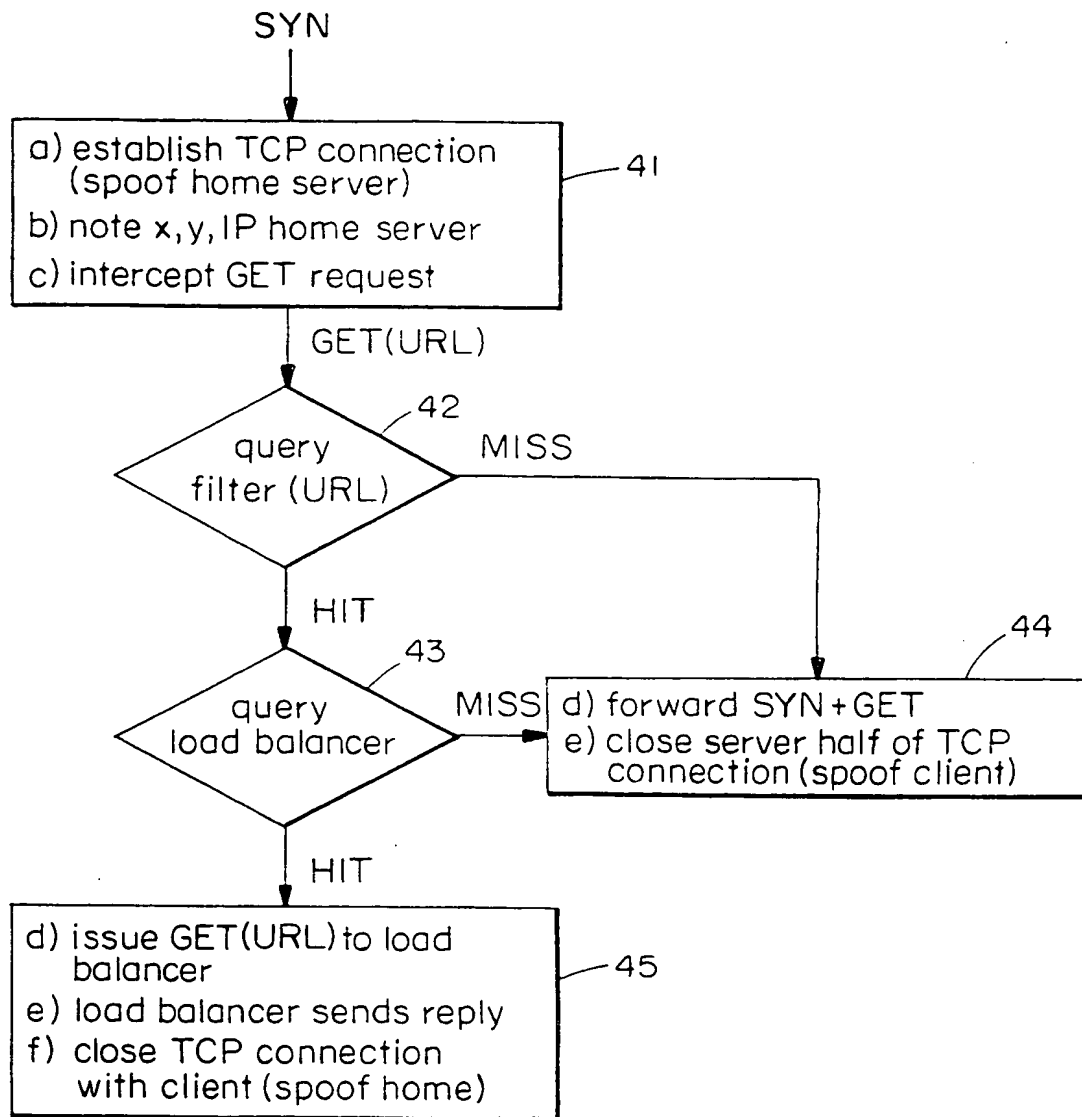 SYN
a) establish TCP connection
(spoof home server)
b) note x,y, IP home server
c) intercept GET request
41
GET(URL)
42
query
filter (URL)
MISS
HIT
43
query
load balancer
MISS
44
d) forward SYN+GET
e) close server half of TCP
connection (spoof client)
HIT
d) issue GET(URL) to load
balancer
e) load balancer sends reply
f) close TCP connection
with client (spoof home)
45